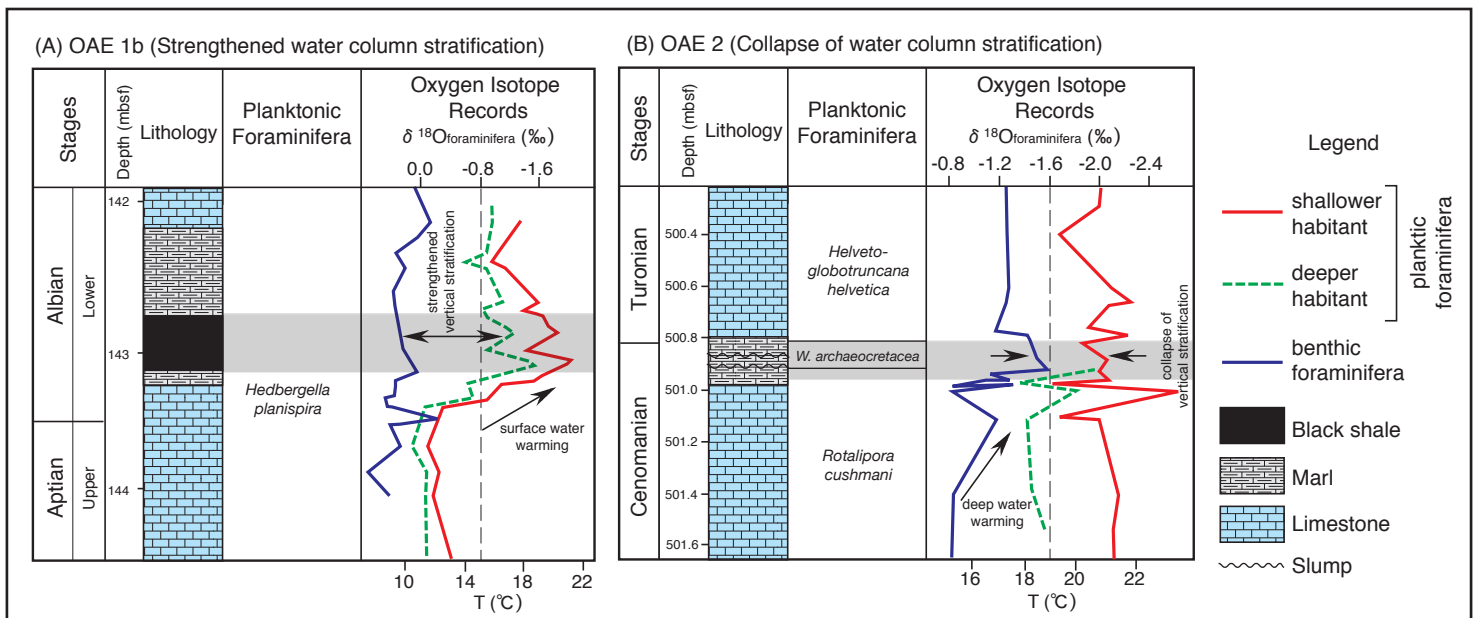 (A) OAE 1b (Strengthened water column stratification)
Stages
Depth (mbsf)
Lithology
Planktonic
Foraminifera
Oxygen Isotope
Records
δ 18Oforaminifera (‰)
0.0 -0.8 -1.6
Albian
Lower
Aptian
Upper
142
143
144
Hedbergella
planispira
strengthened
vertical stratification
surface water
warming
10 14 18 22
T (℃)
(B) OAE 2 (Collapse of water column stratification)
Stages
Depth (mbsf)
Lithology
Planktonic
Foraminifera
Oxygen Isotope
Records
δ 18Oforaminifera (‰)
-0.8 -1.2 -1.6 -2.0 -2.4
Turonian
Cenomanian
500.4
500.6
500.8
501.0
501.2
501.4
501.6
Helveto-
globotruncana
helvetica
W. archaeocretacea
Rotalipora
cushmani
deep water
warming
collapse of
vertical stratification
16 18 20 22
T (℃)
Legend
shallower
habitant
deeper
habitant
planktic
foraminifera
benthic
foraminifera
Black shale
Marl
Limestone
Slump